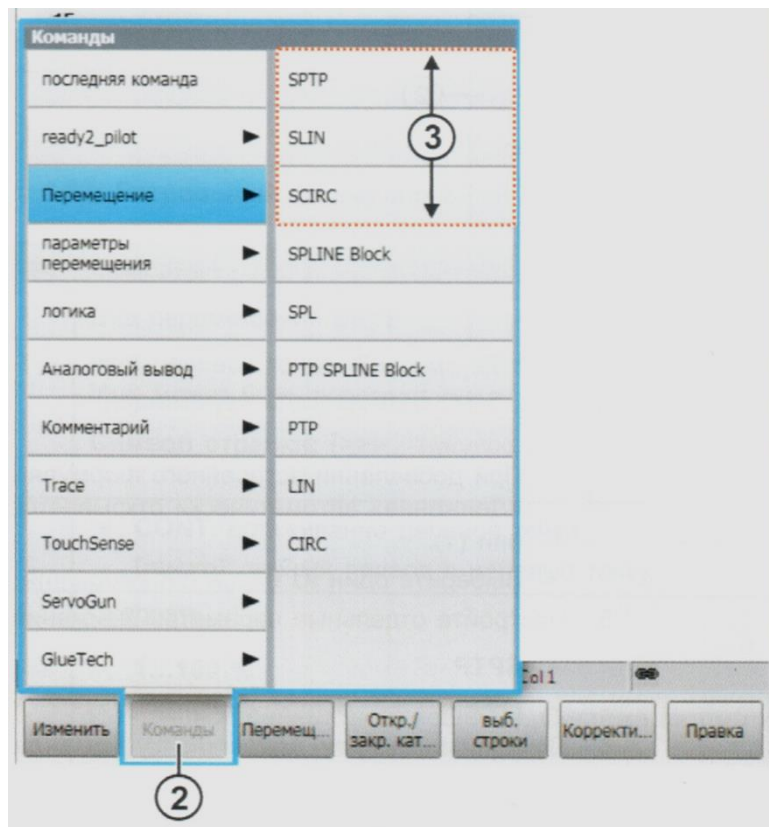 Команды
последняя команда
ready2_pilot
Перемещение
параметры
перемещения
логика
Аналоговый вывод
Комментарий
Trace
TouchSense
ServoGun
GlueTech
SPTP
SLIN
SCIRC
SPLINE Block
SPL
PTP SPLINE Block
PTP
LIN
CIRC
3
Col 1
Изменить
Команды
Перемещ...
Откр./
закр. кат...
выб.
строки
Корректи...
Правка
2